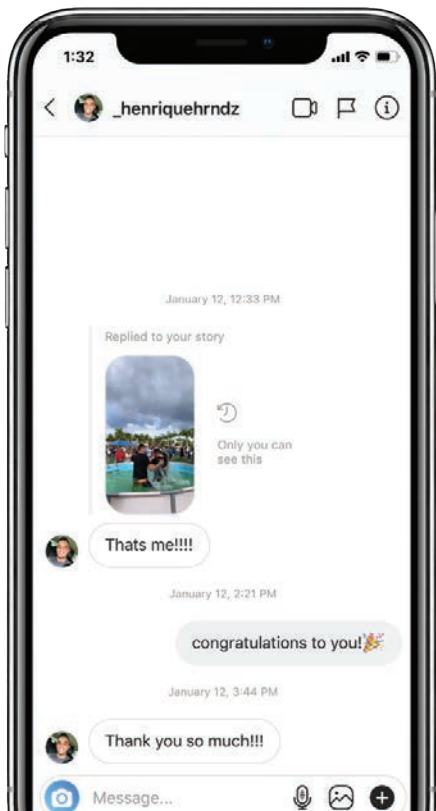 1:32
_henriquehrndz
January 12, 12:33 PM
Replied to your story
Only you can
see this
Thats me!!!!
January 12, 2:21 PM
congratulations to you!🎉
January 12, 3:44 PM
Thank you so much!!!
Message...